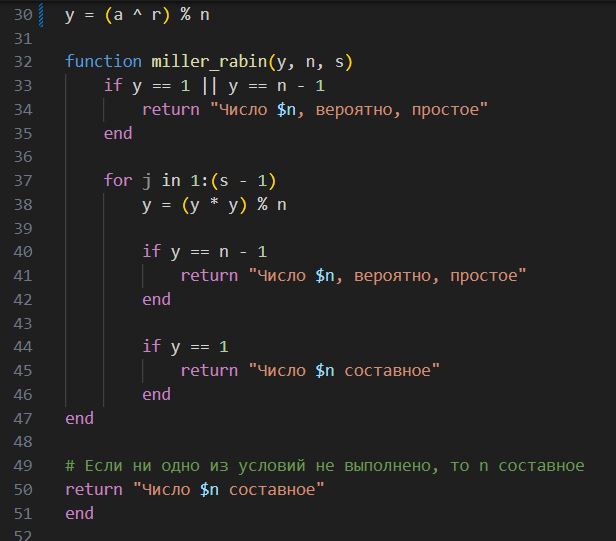 30 y = (a ^ r) % n
31
32 function miller_rabin(y, n, s)
33     if y == 1 || y == n - 1
34         return "Число $n, вероятно, простое"
35     end
36
37     for j in 1:(s - 1)
38         y = (y * y) % n
39
40         if y == n - 1
41             return "Число $n, вероятно, простое"
42         end
43
44         if y == 1
45             return "Число $n составное"
46         end
47 end
48
49 # Если ни одно из условий не выполнено, то n составное
50 return "Число $n составное"
51 end
52